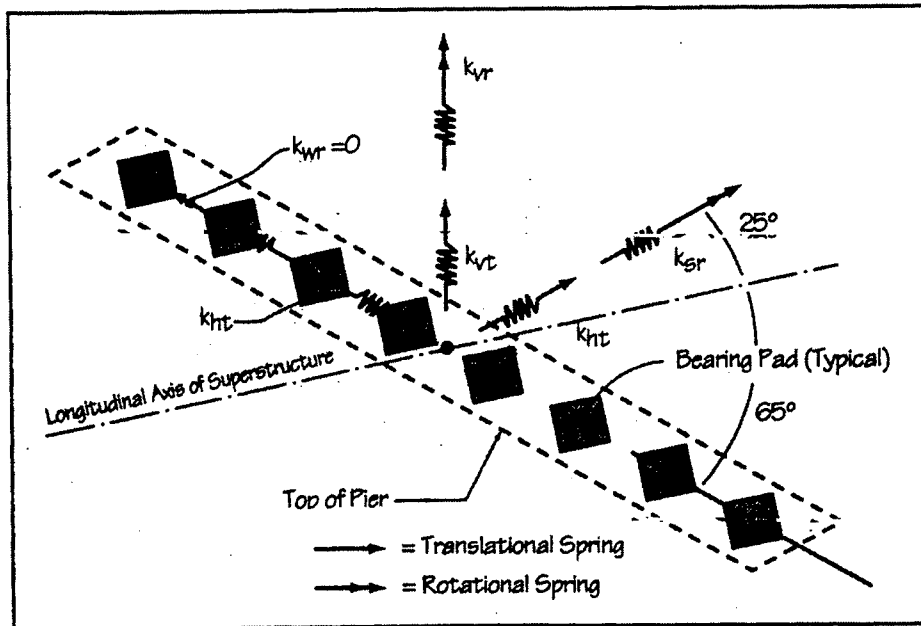 k_vr
k_wr = 0
25°
k_vt
k_sr
k_ht
k_ht
Bearing Pad (Typical)
Longitudinal Axis of Superstructure
65°
Top of Pier
= Translational Spring
= Rotational Spring